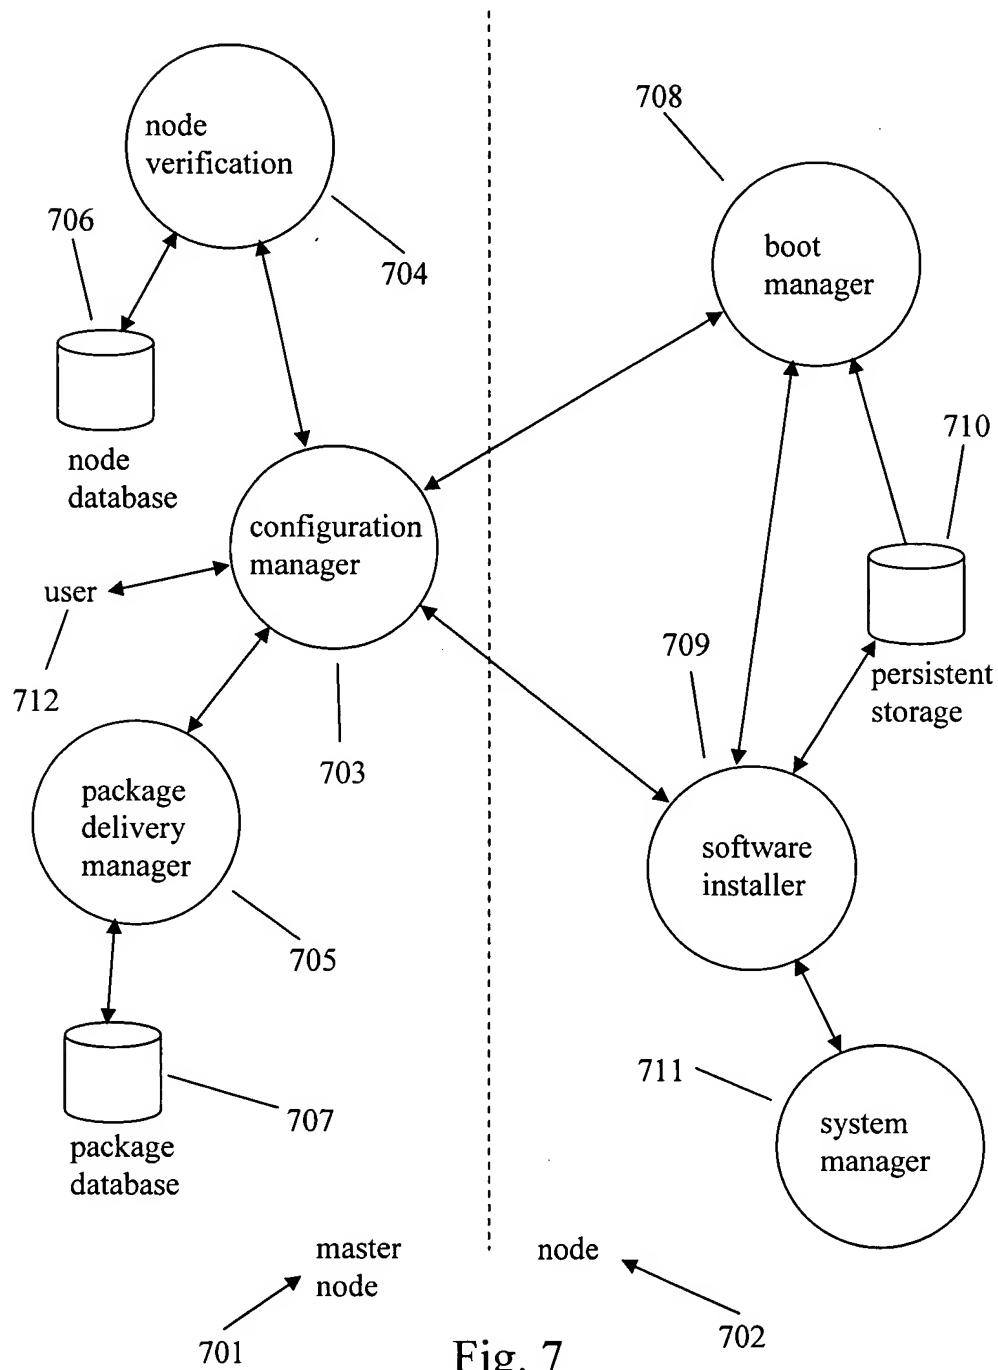 node
verification
706
704
node
database
configuration
manager
user
712
703
package
delivery
manager
705
707
package
database
master
node
701
708
boot
manager
710
709
persistent
storage
software
installer
711
system
manager
node
702
Fig. 7